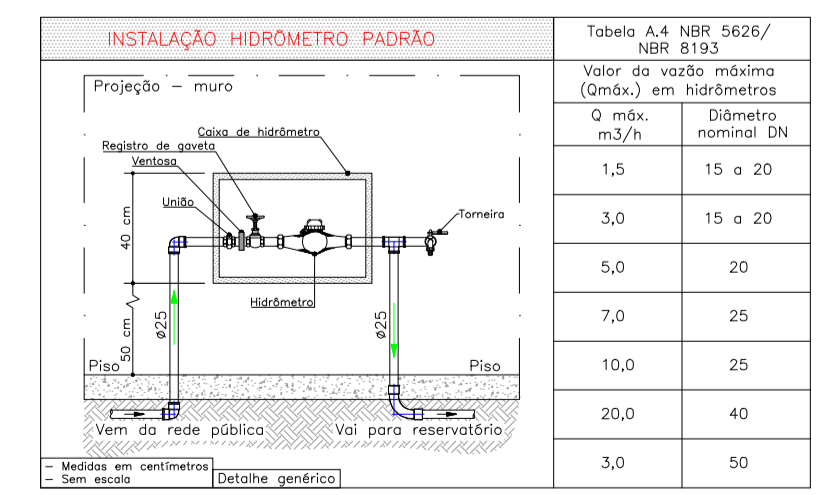 INSTALAÇÃO HIDRÔMETRO PADRÃO
Projeção – muro
Caixa de hidrômetro
Registro de gaveta
Ventosa
União
Torneira
40 cm
Hidrômetro
50 cm
ø25
ø25
Piso
Piso
Vem da rede pública
Vai para reservatório
– Medidas em centímetros
– Sem escala
Detalhe genérico
Tabela A.4 NBR 5626/
NBR 8193
Valor da vazão máxima
(Qmáx.) em hidrômetros
Q máx.
m3/h
Diâmetro
nominal DN
1,5 15 a 20
3,0 15 a 20
5,0 20
7,0 25
10,0 25
20,0 40
3,0 50